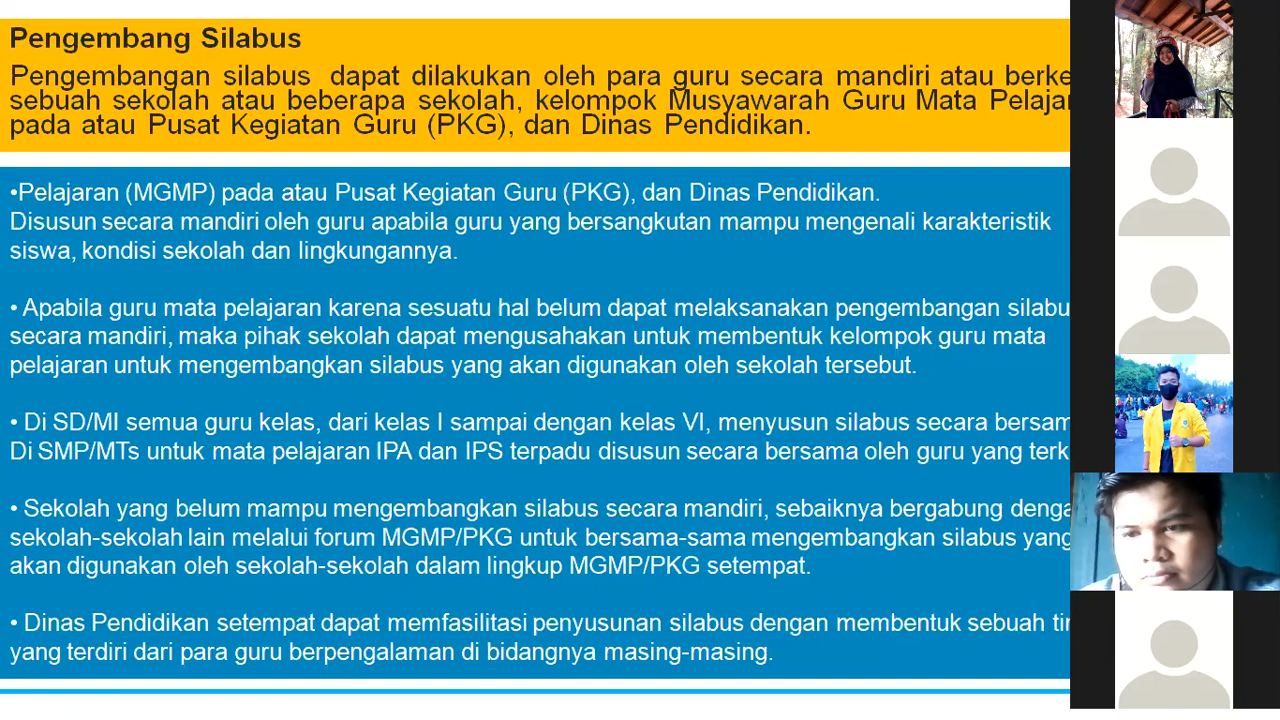 Pengembang Silabus
Pengembangan silabus dapat dilakukan oleh para guru secara mandiri atau berke
sebuah sekolah atau beberapa sekolah, kelompok Musyawarah Guru Mata Pelajar
pada atau Pusat Kegiatan Guru (PKG), dan Dinas Pendidikan.
•Pelajaran (MGMP) pada atau Pusat Kegiatan Guru (PKG), dan Dinas Pendidikan.
Disusun secara mandiri oleh guru apabila guru yang bersangkutan mampu mengenali karakteristik
siswa, kondisi sekolah dan lingkungannya.
• Apabila guru mata pelajaran karena sesuatu hal belum dapat melaksanakan pengembangan silabu
secara mandiri, maka pihak sekolah dapat mengusahakan untuk membentuk kelompok guru mata
pelajaran untuk mengembangkan silabus yang akan digunakan oleh sekolah tersebut.
• Di SD/MI semua guru kelas, dari kelas I sampai dengan kelas VI, menyusun silabus secara bersam
Di SMP/MTs untuk mata pelajaran IPA dan IPS terpadu disusun secara bersama oleh guru yang terk
• Sekolah yang belum mampu mengembangkan silabus secara mandiri, sebaiknya bergabung denga
sekolah-sekolah lain melalui forum MGMP/PKG untuk bersama-sama mengembangkan silabus yang
akan digunakan oleh sekolah-sekolah dalam lingkup MGMP/PKG setempat.
• Dinas Pendidikan setempat dapat memfasilitasi penyusunan silabus dengan membentuk sebuah tim
yang terdiri dari para guru berpengalaman di bidangnya masing-masing.